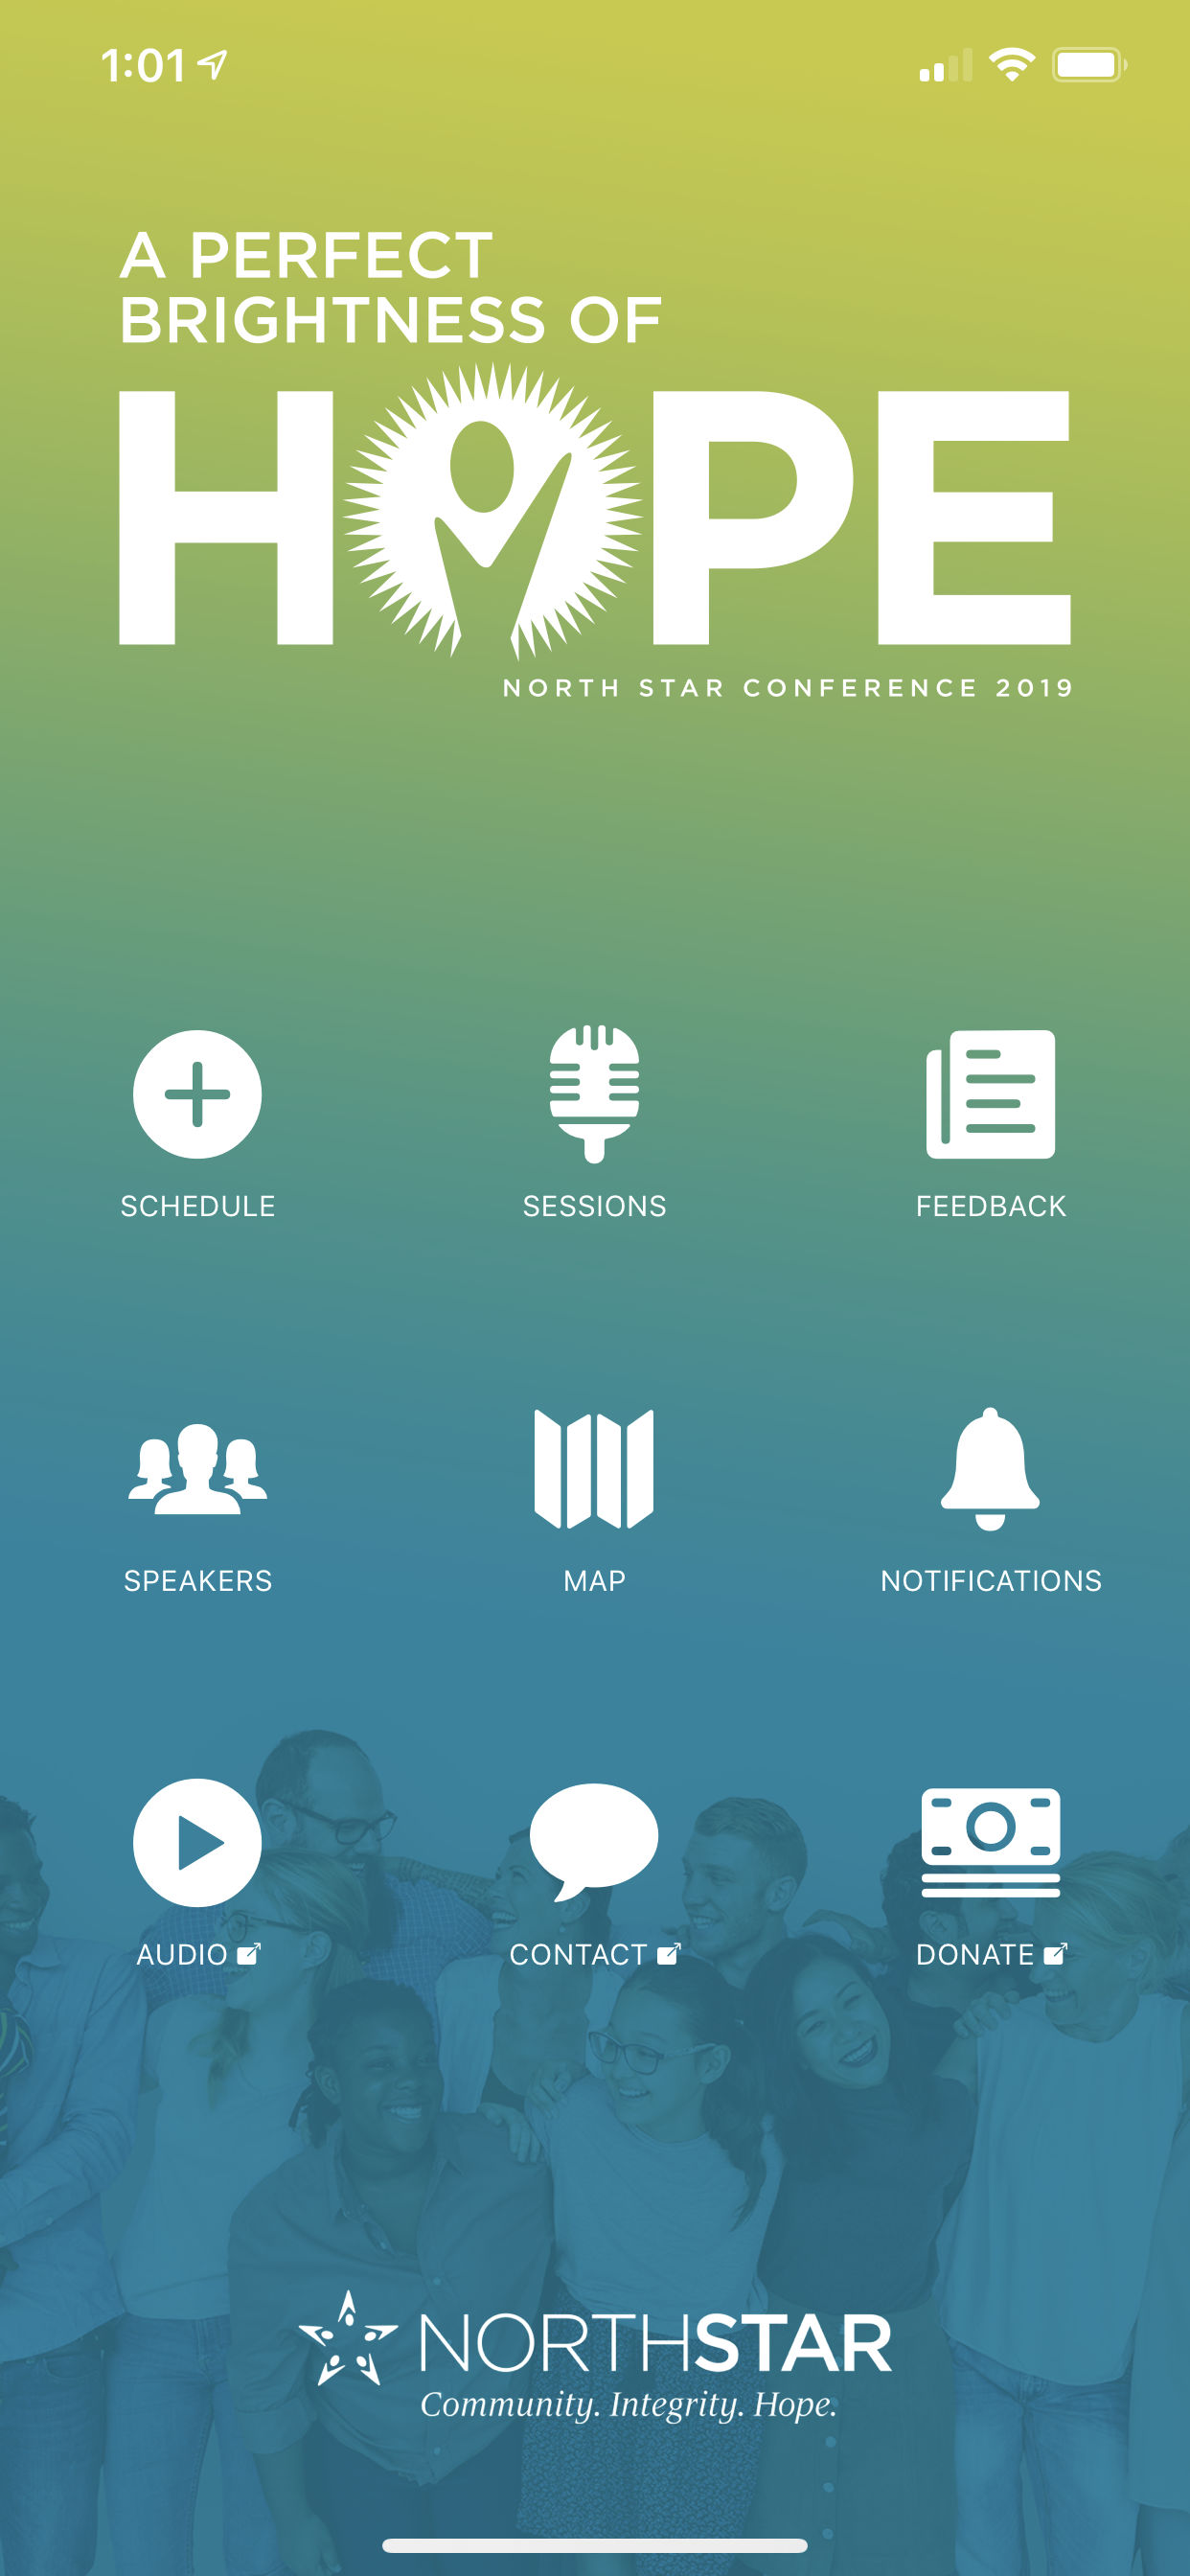 1:01
A PERFECT
BRIGHTNESS OF
HOPE
NORTH STAR CONFERENCE 2019
SCHEDULE
SESSIONS
FEEDBACK
SPEAKERS
MAP
NOTIFICATIONS
AUDIO
CONTACT
DONATE
NORTHSTAR
Community. Integrity. Hope.